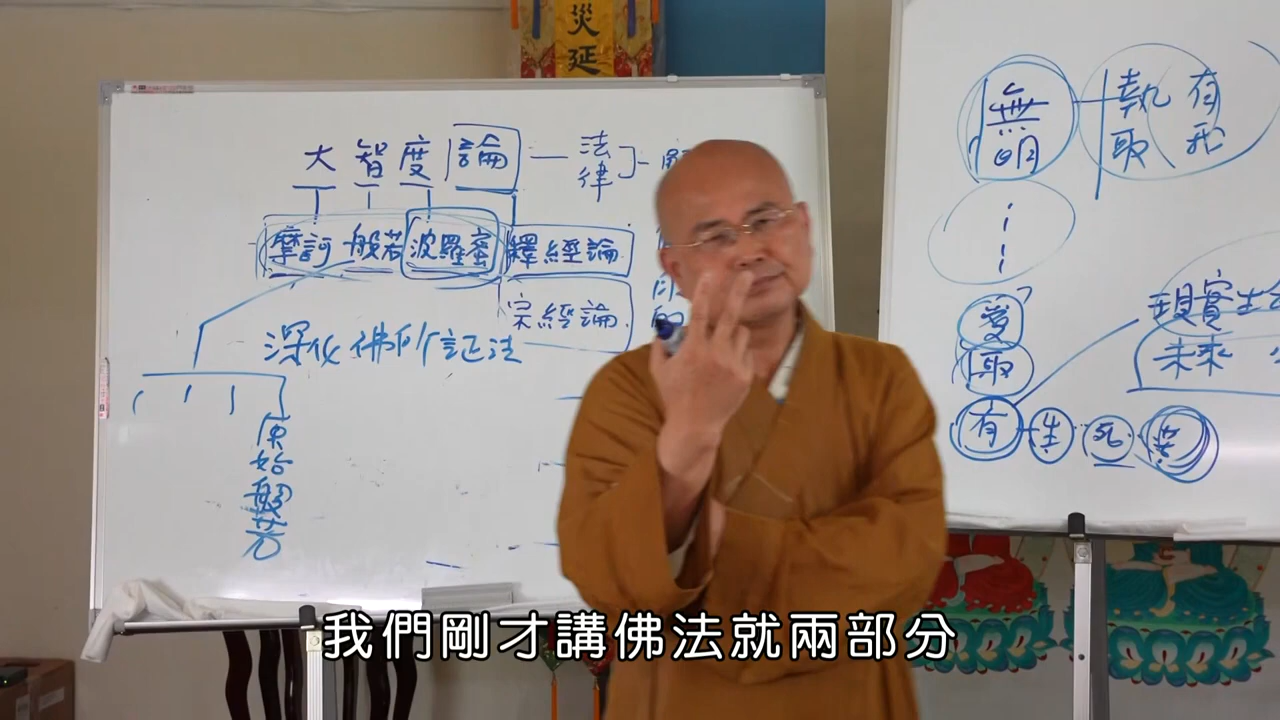 災延
大智度論 — 法律
摩訶 般若 波羅蜜 釋經論
宗經論
深化佛所証法
原始般若
無明 執取 有我
愛
取
有 生 死 苦
現實生
未來
我們剛才講佛法就兩部分